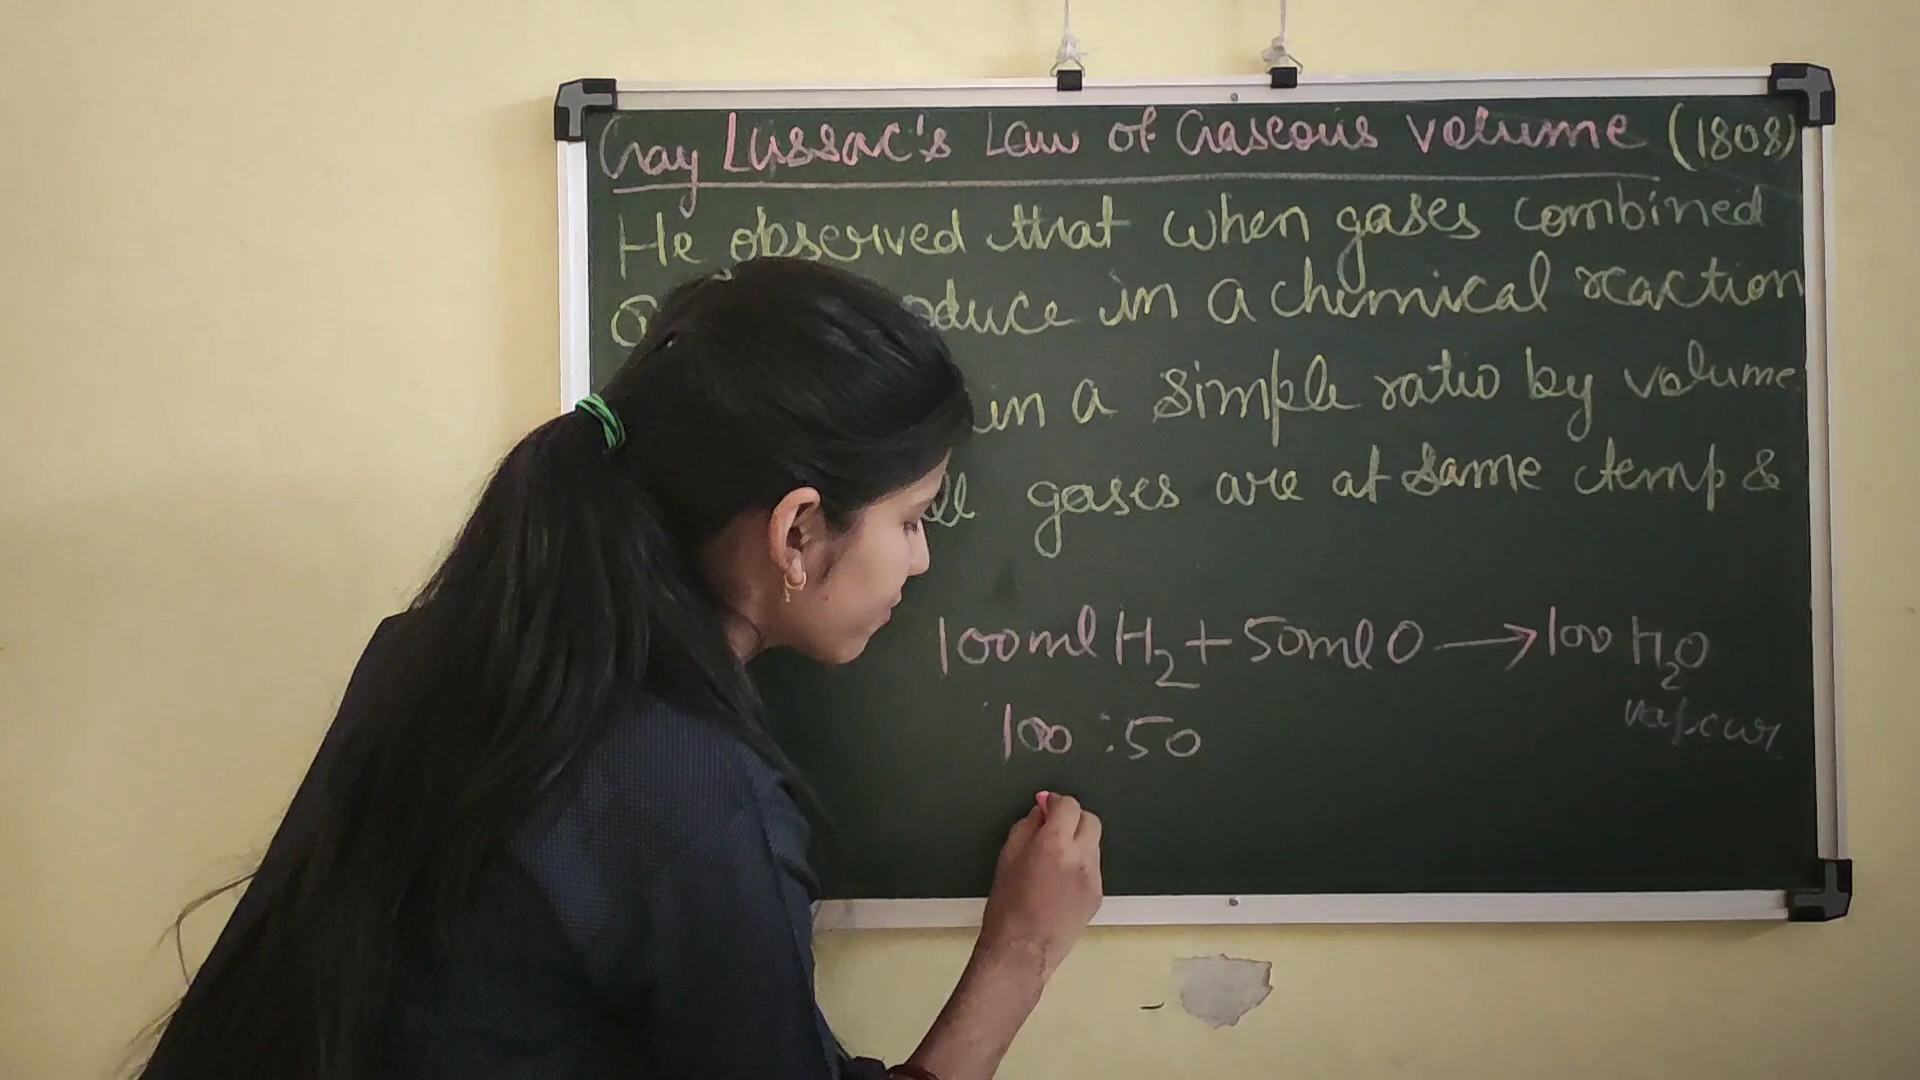 Gay Lussac's Law of Gaseous Volume (1808)
He observed that when gases combined
in a chemical reaction
in a simple ratio by volume
gases are at same temp &
100ml H₂ + 50ml O ⟶ 100 H₂O
vapour
100 : 50